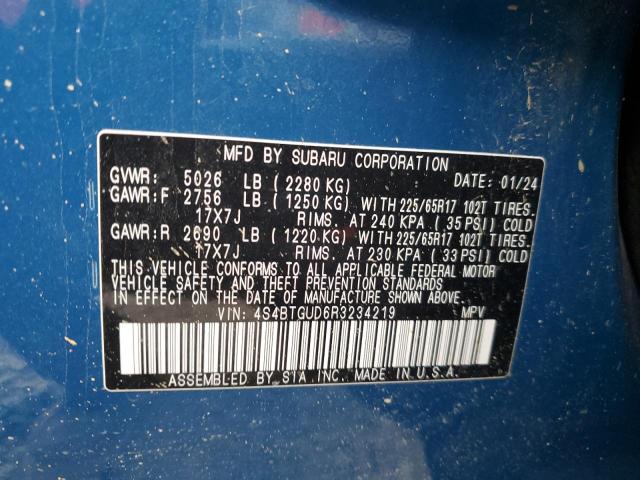 MFD BY SUBARU CORPORATION
GVWR: 5026 LB ( 2280 KG) DATE: 01/24
GAWR:F 2756 LB ( 1250 KG) WITH 225/65R17 102T TIRES.
17X7J RIMS. AT 240 KPA ( 35 PSI) COLD
GAWR:R 2690 LB ( 1220 KG) WITH 225/65R17 102T TIRES.
17X7J RIMS. AT 230 KPA ( 33 PSI) COLD
THIS VEHICLE CONFORMS TO ALL APPLICABLE FEDERAL MOTOR
VEHICLE SAFETY AND THEFT PREVENTION STANDARDS
IN EFFECT ON THE DATE OF MANUFACTURE SHOWN ABOVE.
VIN: 4S4BTGUD6R3234219 MPV
ASSEMBLED BY SIA INC. MADE IN U.S.A.